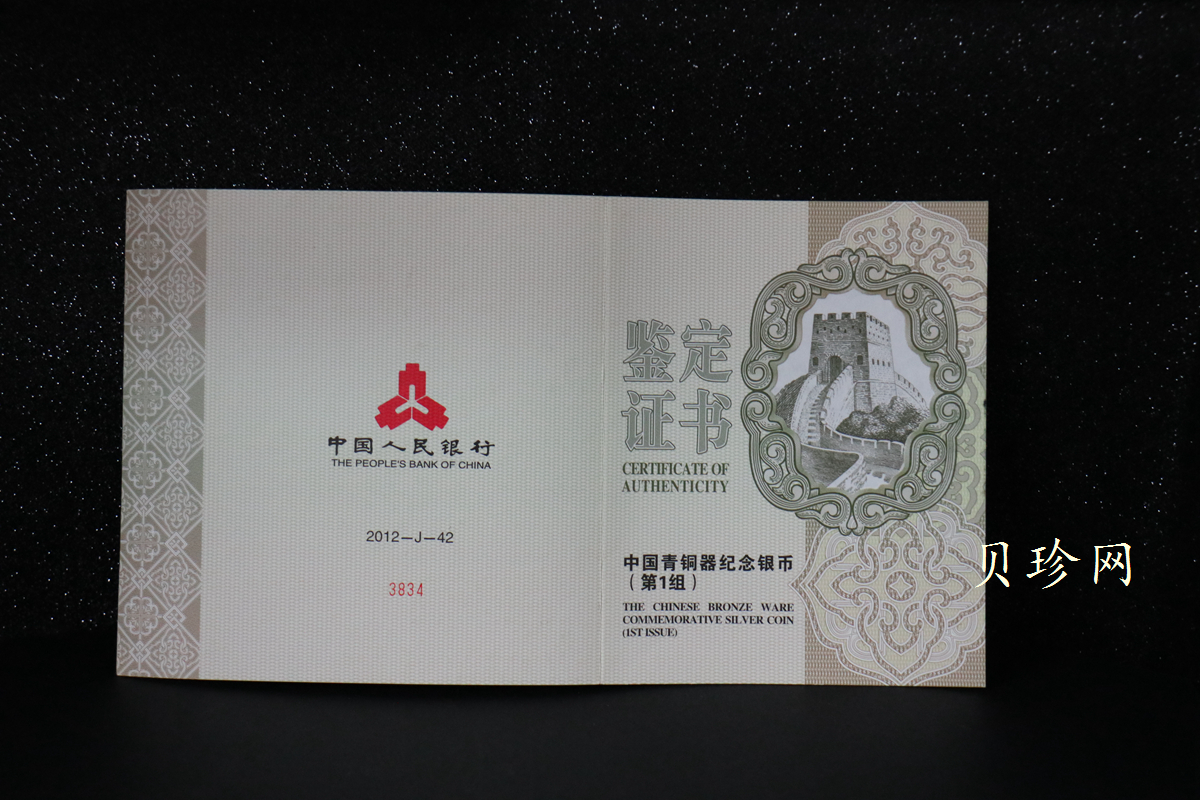 中国人民银行
THE PEOPLE'S BANK OF CHINA
2012—J—42
3834
鉴定
证书
CERTIFICATE OF
AUTHENTICITY
中国青铜器纪念银币
（第1组）
THE CHINESE BRONZE WARE
COMMEMORATIVE SILVER COIN
(1ST ISSUE)
贝珍网